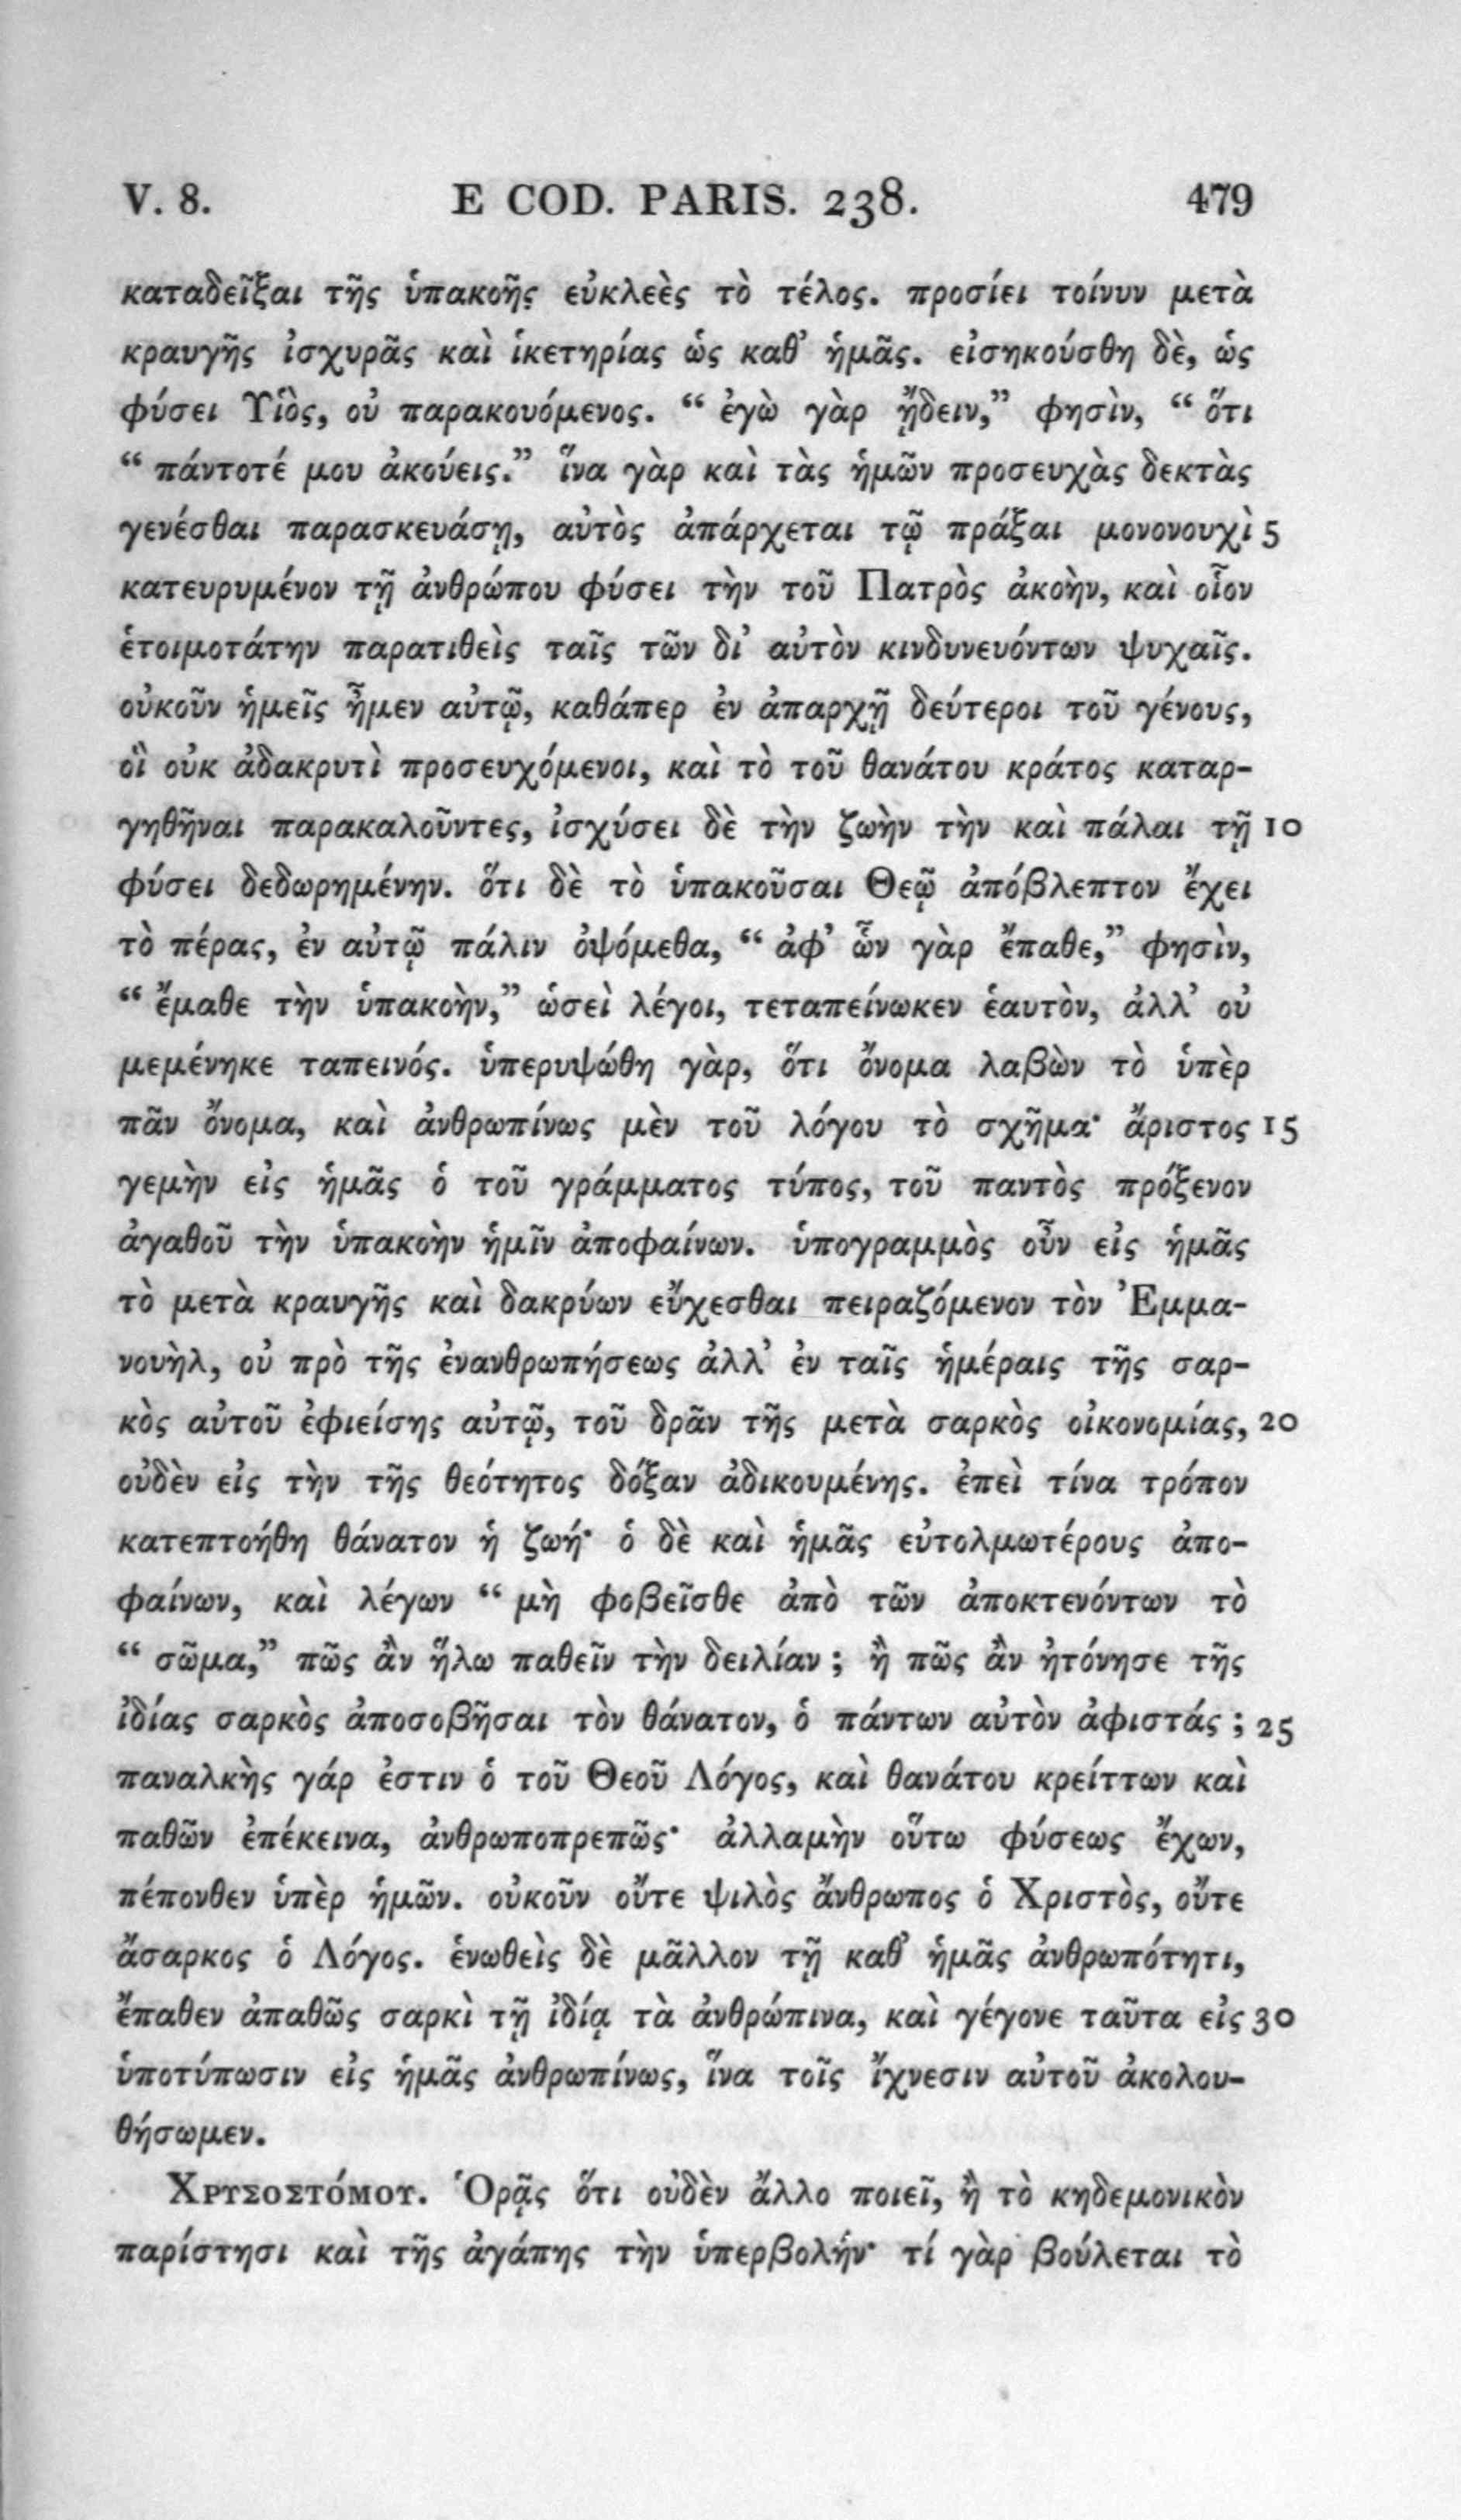 V. 8. E COD. PARIS. 238. 479
καταδεῖξαι τῆς ὑπακοῆς εὐκλεὲς τὸ τέλος. προσίει τοίνυν μετὰ
κραυγῆς ἰσχυρᾶς καὶ ἱκετηρίας ὡς καθ’ ἡμᾶς. εἰσηκούσθη δὲ, ὡς
φύσει Υἱὸς, οὐ παρακουόμενος. “ ἐγὼ γὰρ ᾔδειν,” φησὶν, “ ὅτι
“ πάντοτέ μου ἀκούεις.” ἵνα γὰρ καὶ τὰς ἡμῶν προσευχὰς δεκτὰς
γενέσθαι παρασκευάσῃ, αὐτὸς ἀπάρχεται τῷ πράξαι μονονουχὶ 5
κατευρυμένον τῇ ἀνθρώπου φύσει τὴν τοῦ Πατρὸς ἀκοὴν, καὶ οἷον
ἑτοιμοτάτην παρατιθεὶς ταῖς τῶν δι’ αὐτὸν κινδυνευόντων ψυχαῖς.
οὐκοῦν ἡμεῖς ἦμεν αὐτῷ, καθάπερ ἐν ἀπαρχῇ δεύτεροι τοῦ γένους,
οἳ οὐκ ἀδακρυτὶ προσευχόμενοι, καὶ τὸ τοῦ θανάτου κράτος καταρ-
γηθῆναι παρακαλοῦντες, ἰσχύσει δὲ τὴν ζωὴν τὴν καὶ πάλαι τῇ 10
φύσει δεδωρημένην. ὅτι δὲ τὸ ὑπακοῦσαι Θεῷ ἀπόβλεπτον ἔχει
τὸ πέρας, ἐν αὐτῷ πάλιν ὀψόμεθα, “ ἀφ’ ὧν γὰρ ἔπαθε,” φησὶν,
“ ἔμαθε τὴν ὑπακοὴν,” ὡσεὶ λέγοι, τεταπείνωκεν ἑαυτὸν, ἀλλ’ οὐ
μεμένηκε ταπεινός. ὑπερυψώθη γὰρ, ὅτι ὄνομα λαβὼν τὸ ὑπὲρ
πᾶν ὄνομα, καὶ ἀνθρωπίνως μὲν τοῦ λόγου τὸ σχῆμα· ἄριστος 15
γεμὴν εἰς ἡμᾶς ὁ τοῦ γράμματος τύπος, τοῦ παντὸς πρόξενον
ἀγαθοῦ τὴν ὑπακοὴν ἡμῖν ἀποφαίνων. ὑπογραμμὸς οὖν εἰς ἡμᾶς
τὸ μετὰ κραυγῆς καὶ δακρύων εὔχεσθαι πειραζόμενον τὸν Ἐμμα-
νουὴλ, οὐ πρὸ τῆς ἐνανθρωπήσεως ἀλλ’ ἐν ταῖς ἡμέραις τῆς σαρ-
κὸς αὐτοῦ ἐφιείσης αὐτῷ, τοῦ δρᾶν τῆς μετὰ σαρκὸς οἰκονομίας, 20
οὐδὲν εἰς τὴν τῆς θεότητος δόξαν ἀδικουμένης. ἐπεὶ τίνα τρόπον
κατεπτοήθη θάνατον ἡ ζωή· ὁ δὲ καὶ ἡμᾶς εὐτολμωτέρους ἀπο-
φαίνων, καὶ λέγων “ μὴ φοβεῖσθε ἀπὸ τῶν ἀποκτενόντων τὸ
“ σῶμα,” πῶς ἂν ἥλω παθεῖν τὴν δειλίαν ; ἢ πῶς ἂν ἠτόνησε τῆς
ἰδίας σαρκὸς ἀποσοβῆσαι τὸν θάνατον, ὁ πάντων αὐτὸν ἀφιστάς ; 25
παναλκὴς γάρ ἐστιν ὁ τοῦ Θεοῦ Λόγος, καὶ θανάτου κρείττων καὶ
παθῶν ἐπέκεινα, ἀνθρωποπρεπῶς· ἀλλαμὴν οὕτω φύσεως ἔχων,
πέπονθεν ὑπὲρ ἡμῶν. οὐκοῦν οὔτε ψιλὸς ἄνθρωπος ὁ Χριστὸς, οὔτε
ἄσαρκος ὁ Λόγος. ἑνωθεὶς δὲ μᾶλλον τῇ καθ’ ἡμᾶς ἀνθρωπότητι,
ἔπαθεν ἀπαθῶς σαρκὶ τῇ ἰδίᾳ τὰ ἀνθρώπινα, καὶ γέγονε ταῦτα εἰς 30
ὑποτύπωσιν εἰς ἡμᾶς ἀνθρωπίνως, ἵνα τοῖς ἴχνεσιν αὐτοῦ ἀκολου-
θήσωμεν.
Χρυσοστόμου. Ὁρᾷς ὅτι οὐδὲν ἄλλο ποιεῖ, ἢ τὸ κηδεμονικὸν
παρίστησι καὶ τῆς ἀγάπης τὴν ὑπερβολήν· τί γὰρ βούλεται τὸ